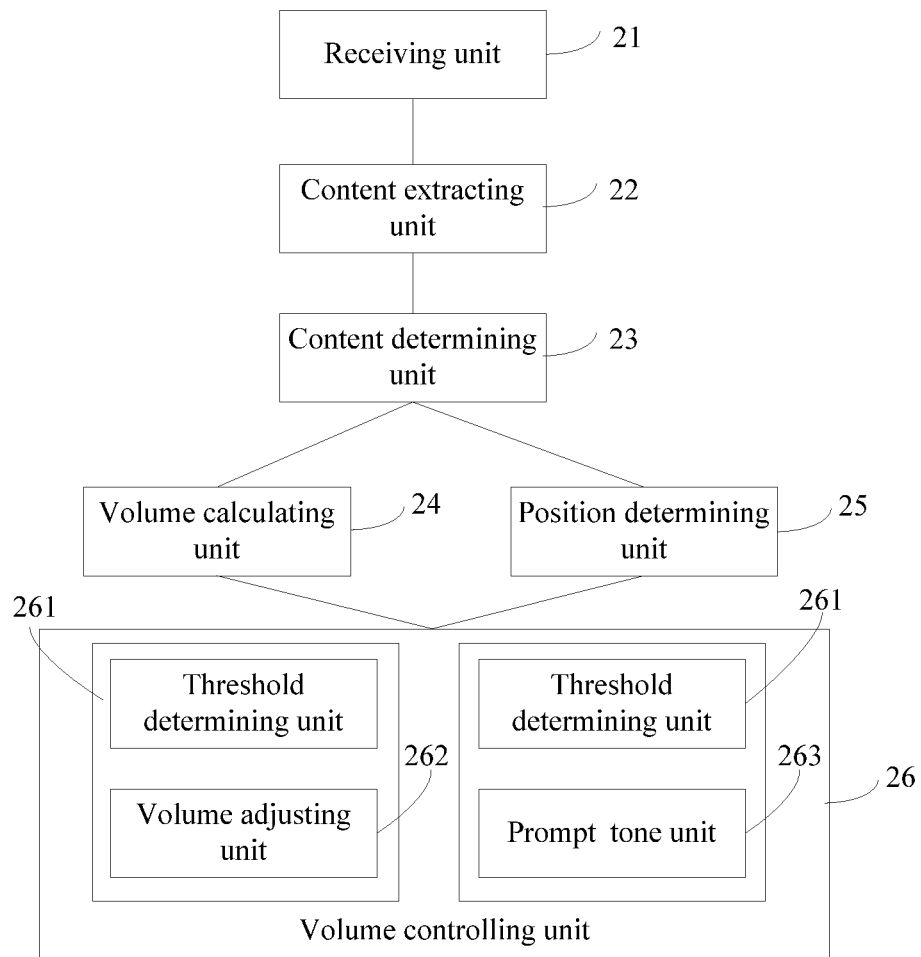 Receiving unit
21
Content extracting
unit
22
Content determining
unit
23
Volume calculating
unit
24
Position determining
unit
25
261
261
Threshold
determining unit
Threshold
determining unit
262
263
26
Volume adjusting
unit
Prompt tone unit
Volume controlling unit